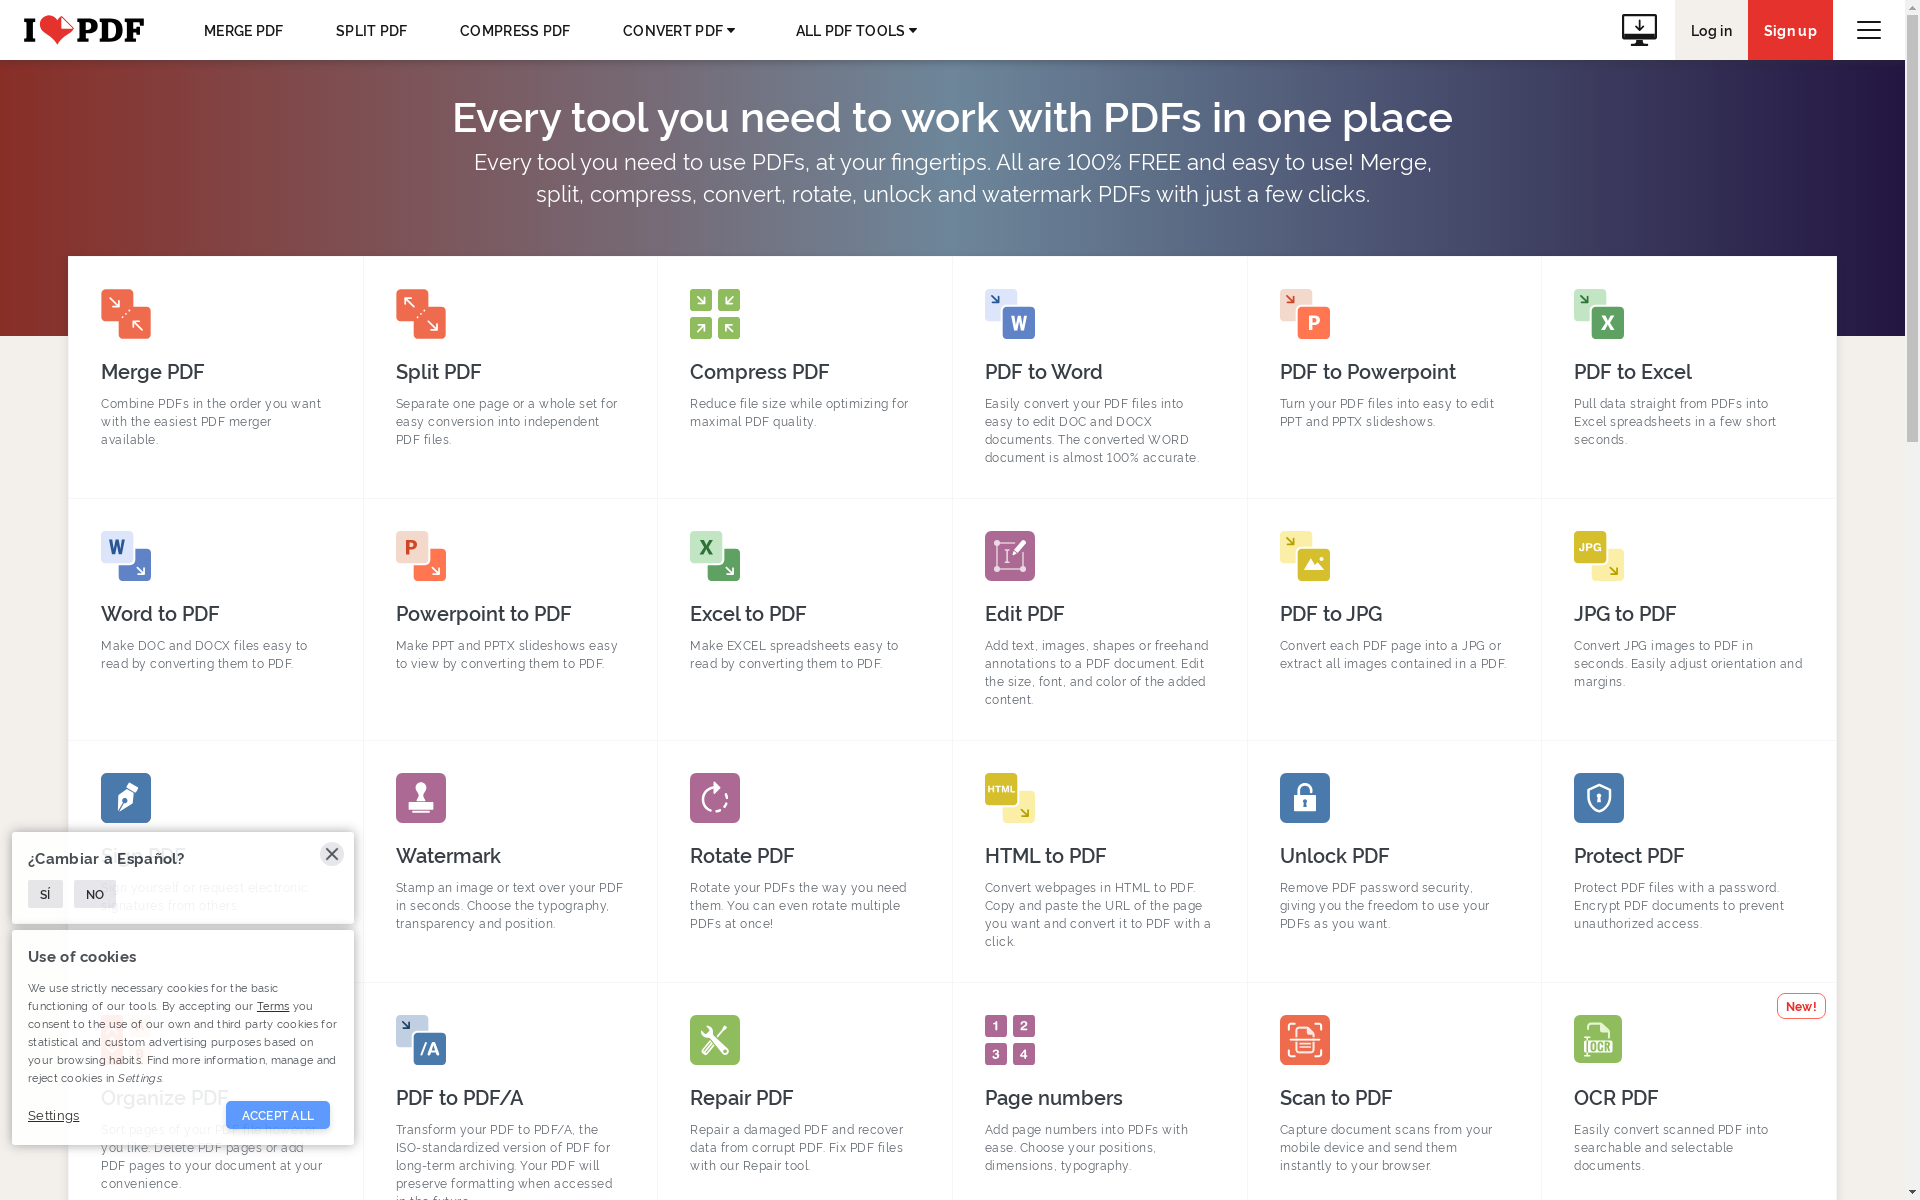 I PDF
MERGE PDF
SPLIT PDF
COMPRESS PDF
CONVERT PDF
ALL PDF TOOLS
Log in
Sign up
Every tool you need to work with PDFs in one place
Every tool you need to use PDFs, at your fingertips. All are 100% FREE and easy to use! Merge,
split, compress, convert, rotate, unlock and watermark PDFs with just a few clicks.
Merge PDF
Combine PDFs in the order you want
with the easiest PDF merger
available.
Split PDF
Separate one page or a whole set for
easy conversion into independent
PDF files.
Compress PDF
Reduce file size while optimizing for
maximal PDF quality.
W
PDF to Word
Easily convert your PDF files into
easy to edit DOC and DOCX
documents. The converted WORD
document is almost 100% accurate.
P
PDF to Powerpoint
Turn your PDF files into easy to edit
PPT and PPTX slideshows.
X
PDF to Excel
Pull data straight from PDFs into
Excel spreadsheets in a few short
seconds.
W
Word to PDF
Make DOC and DOCX files easy to
read by converting them to PDF.
P
Powerpoint to PDF
Make PPT and PPTX slideshows easy
to view by converting them to PDF.
X
Excel to PDF
Make EXCEL spreadsheets easy to
read by converting them to PDF.
Edit PDF
Add text, images, shapes or freehand
annotations to a PDF document. Edit
the size, font, and color of the added
content.
PDF to JPG
Convert each PDF page into a JPG or
extract all images contained in a PDF.
JPG
JPG to PDF
Convert JPG images to PDF in
seconds. Easily adjust orientation and
margins.
Sign PDF
Sign yourself or request electronic
signatures from others.
Watermark
Stamp an image or text over your PDF
in seconds. Choose the typography,
transparency and position.
Rotate PDF
Rotate your PDFs the way you need
them. You can even rotate multiple
PDFs at once!
HTML
HTML to PDF
Convert webpages in HTML to PDF.
Copy and paste the URL of the page
you want and convert it to PDF with a
click.
Unlock PDF
Remove PDF password security,
giving you the freedom to use your
PDFs as you want.
Protect PDF
Protect PDF files with a password.
Encrypt PDF documents to prevent
unauthorized access.
¿Cambiar a Español?
SÍ
NO
Use of cookies
We use strictly necessary cookies for the basic
functioning of our tools. By accepting our Terms you
consent to the use of our own and third party cookies for
statistical and custom advertising purposes based on
your browsing habits. Find more information, manage and
reject cookies in Settings.
Settings
ACCEPT ALL
Organize PDF
Sort pages of your PDF file however
you like. Delete PDF pages or add
PDF pages to your document at your
convenience.
/A
PDF to PDF/A
Transform your PDF to PDF/A, the
ISO-standardized version of PDF for
long-term archiving. Your PDF will
preserve formatting when accessed
in the future.
Repair PDF
Repair a damaged PDF and recover
data from corrupt PDF. Fix PDF files
with our Repair tool.
1 2
3 4
Page numbers
Add page numbers into PDFs with
ease. Choose your positions,
dimensions, typography.
Scan to PDF
Capture document scans from your
mobile device and send them
instantly to your browser.
New!
OCR
OCR PDF
Easily convert scanned PDF into
searchable and selectable
documents.